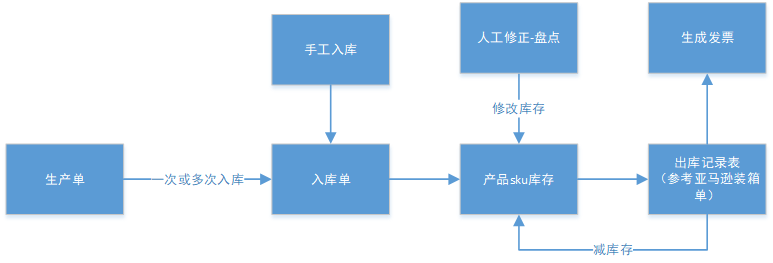 手工入库
人工修正-盘点
生成发票
修改库存
生产单
一次或多次入库
入库单
产品sku库存
出库记录表
（参考亚马逊装箱
单）
减库存